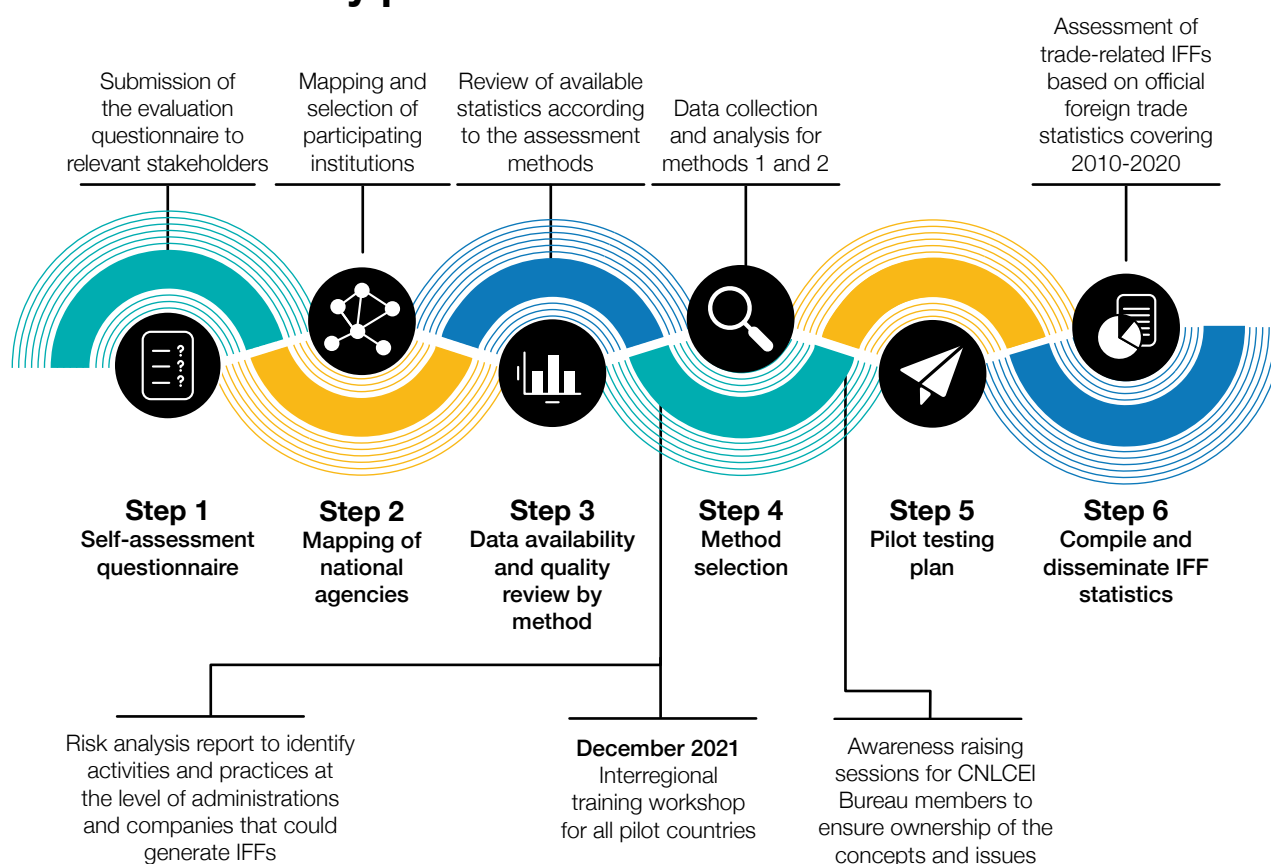 Submission of
the evaluation
questionnaire to
relevant stakeholders
Mapping and
selection of
participating
institutions
Review of available
statistics according
to the assessment
methods
Data collection
and analysis for
methods 1 and 2
Assessment of
trade-related IFFs
based on official
foreign trade
statistics covering
2010-2020
?
?
?
Step 1
Self-assessment
questionnaire
Step 2
Mapping of
national
agencies
Step 3
Data availability
and quality
review by
method
Step 4
Method
selection
Step 5
Pilot testing
plan
Step 6
Compile and
disseminate IFF
statistics
Risk analysis report to identify
activities and practices at
the level of administrations
and companies that could
generate IFFs
December 2021
Interregional
training workshop
for all pilot countries
Awareness raising
sessions for CNLCEI
Bureau members to
ensure ownership of the
concepts and issues